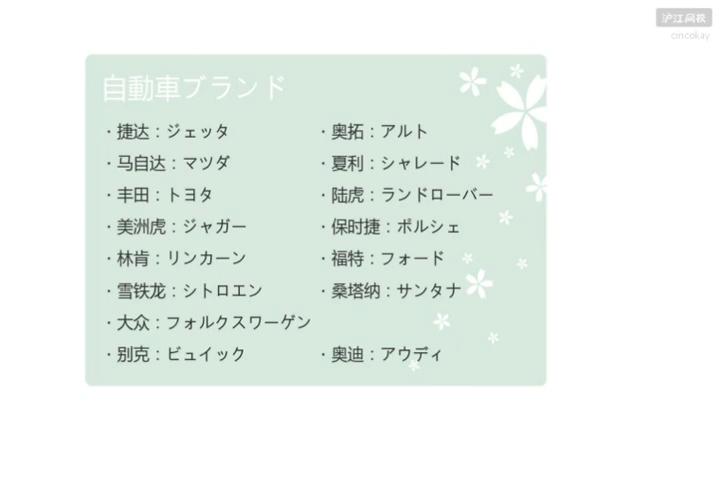 沪江网校
cincokay
自動車ブランド
・捷达：ジェッタ
・奥拓：アルト
・马自达：マツダ
・夏利：シャレード
・丰田：トヨタ
・陆虎：ランドローバー
・美洲虎：ジャガー
・保时捷：ポルシェ
・林肯：リンカーン
・福特：フォード
・雪铁龙：シトロエン
・桑塔纳：サンタナ
・大众：フォルクスワーゲン
・别克：ビュイック
・奥迪：アウディ